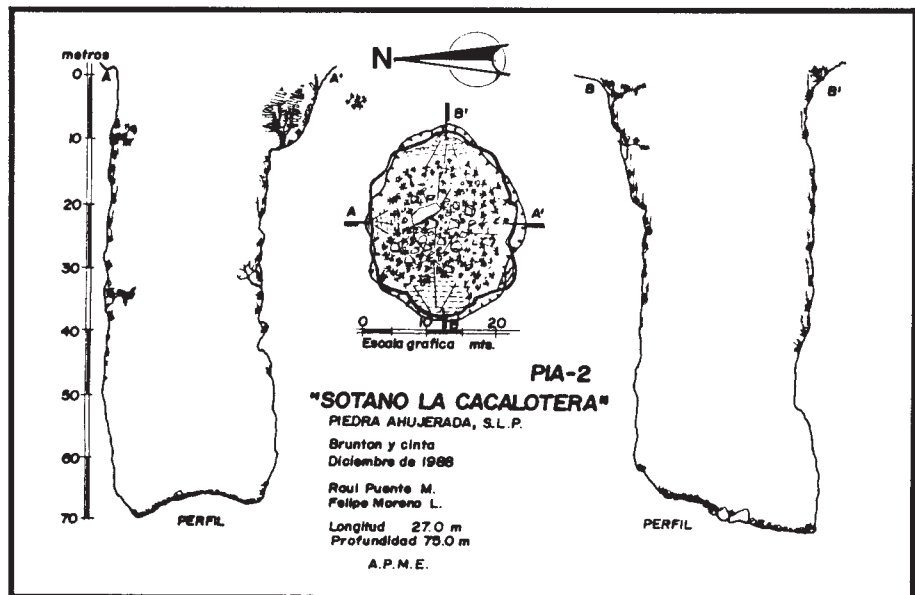 metros
0
10
20
30
40
50
60
70
A
A'
PERFIL
N
B'
A
A'
B
0 10 20
Escala grafica mts.
PIA-2
"SOTANO LA CACALOTERA"
PIEDRA AHUJERADA, S.L.P.
Brunton y cinta
Diciembre de 1988
Raul Puente M.
Felipe Moreno L.
Longitud 27.0 m
Profundidad 75.0 m
A.P.M.E.
B
B'
PERFIL